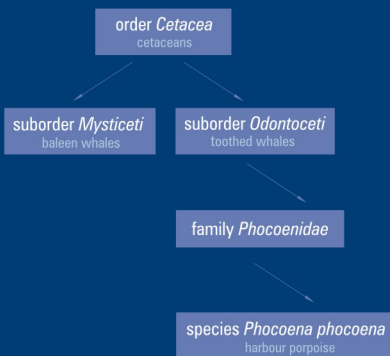 order Cetacea
cetaceans
suborder Mysticeti
baleen whales
suborder Odontoceti
toothed whales
family Phocoenidae
species Phocoena phocoena
harbour porpoise